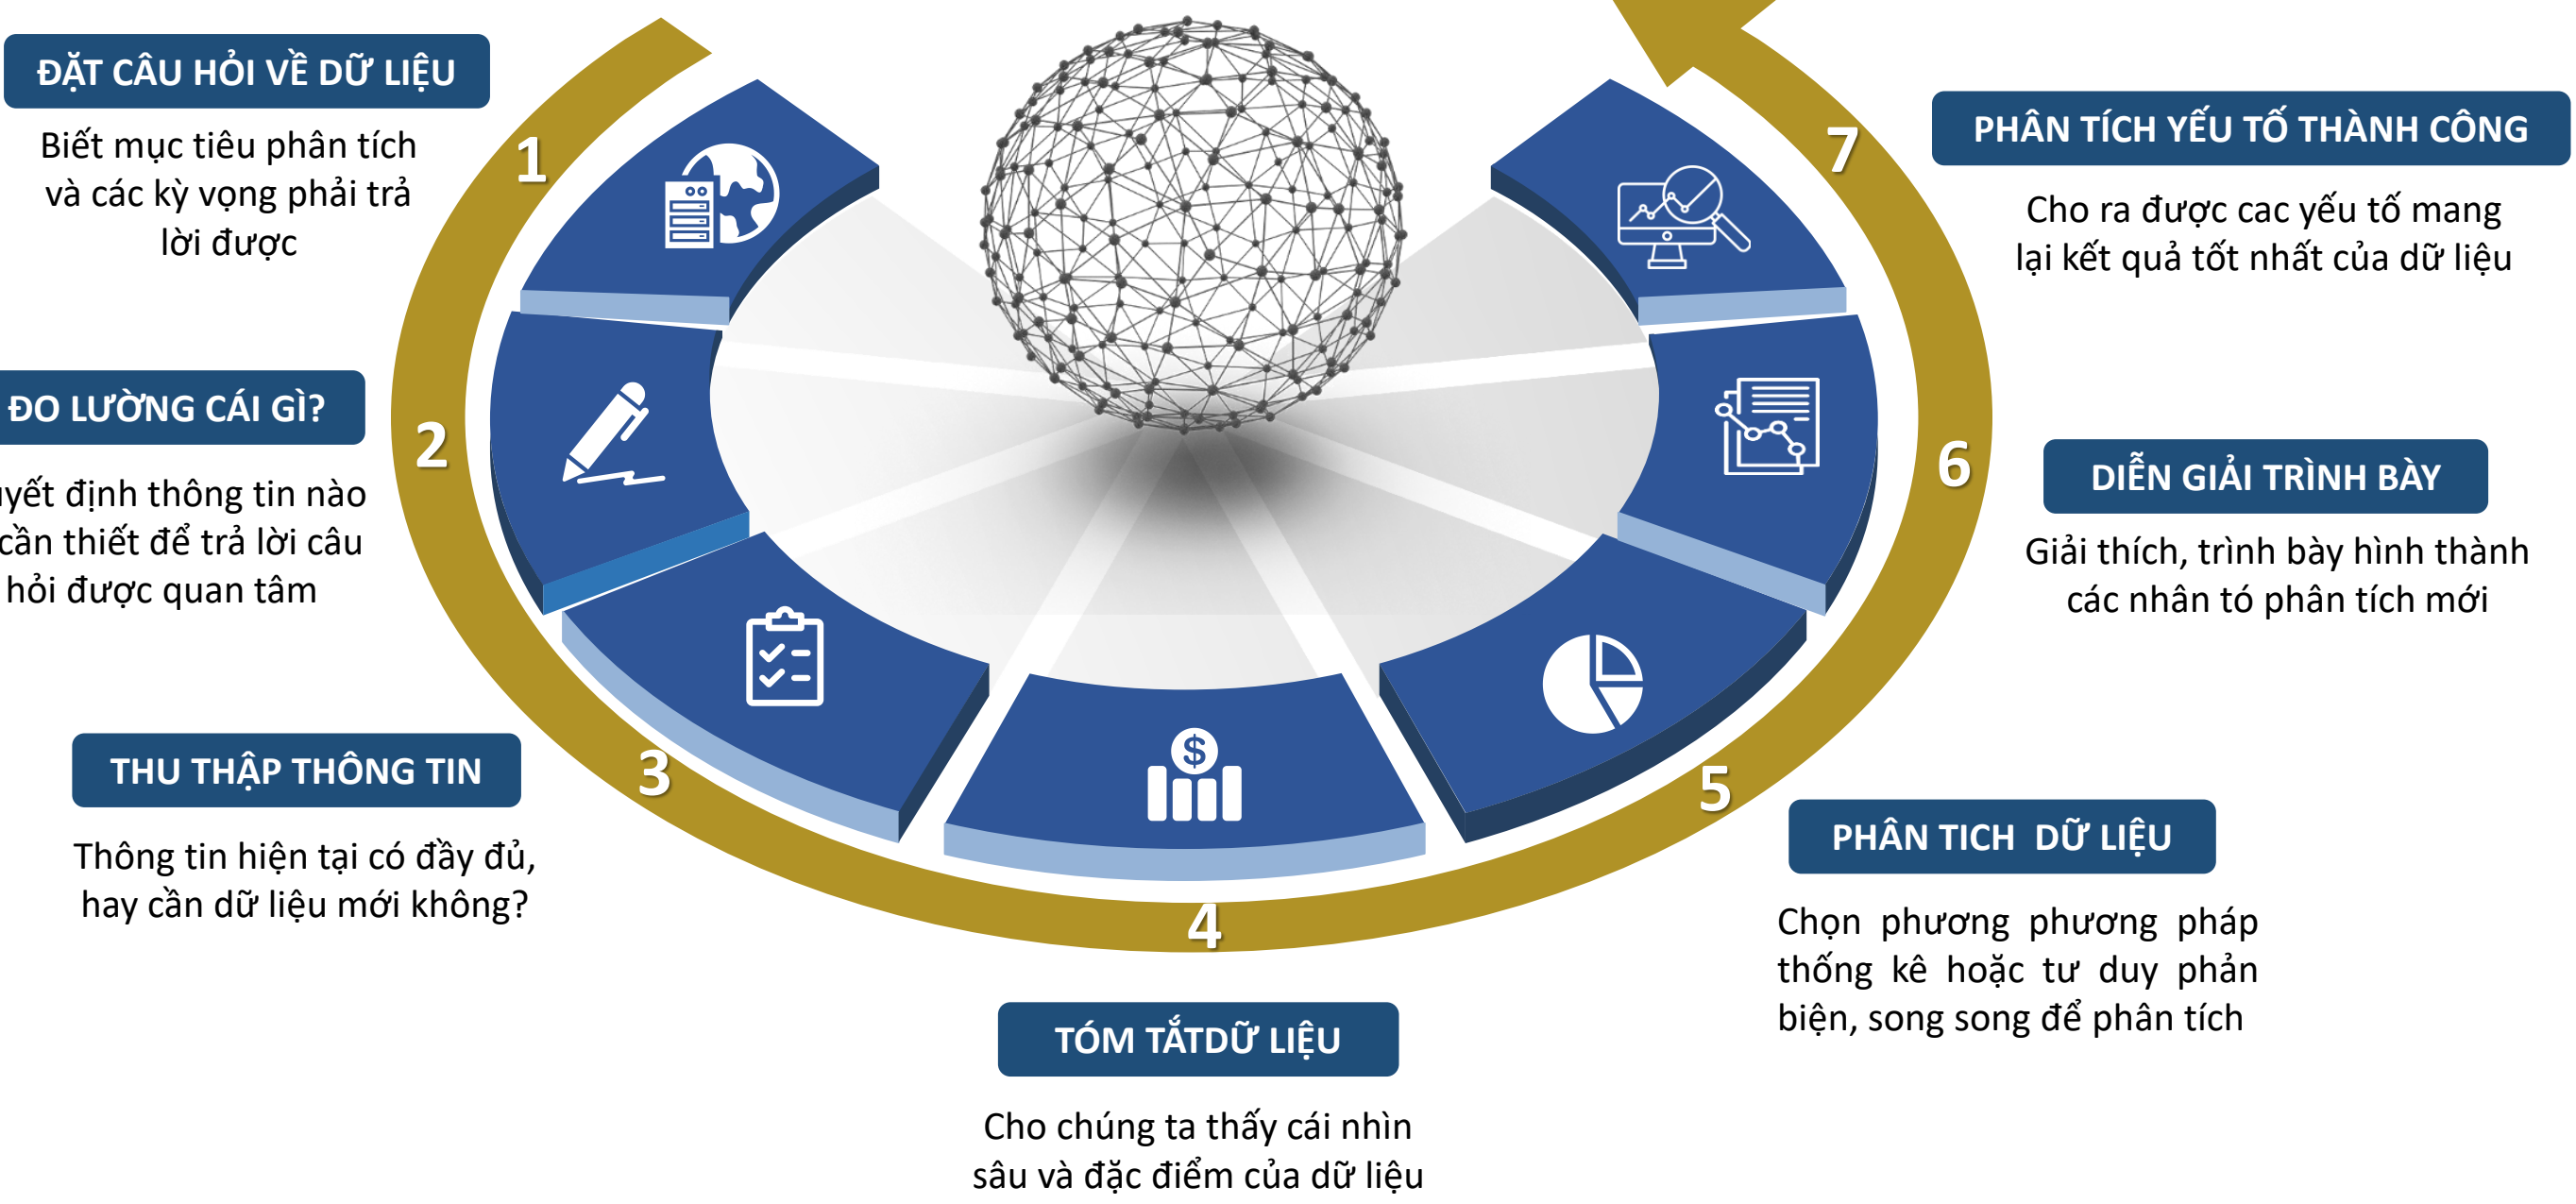 ĐẶT CÂU HỎI VỀ DỮ LIỆU
Biết mục tiêu phân tích
và các kỳ vọng phải trả
lời được
1
ĐO LƯỜNG CÁI GÌ?
định thông tin nào
cần thiết để trả lời câu
hỏi được quan tâm
2
THU THẬP THÔNG TIN
Thông tin hiện tại có đầy đủ,
hay cần dữ liệu mới không?
3
$
4
TÓM TẮTDỮ LIỆU
Cho chúng ta thấy cái nhìn
sâu và đặc điểm của dữ liệu
5
PHÂN TICH DỮ LIỆU
Chọn phương phương pháp
thống kê hoặc tư duy phản
biện, song song để phân tích
6
DIỄN GIẢI TRÌNH BÀY
Giải thích, trình bày hình thành
các nhân tó phân tích mới
7
PHÂN TÍCH YẾU TỐ THÀNH CÔNG
Cho ra được cac yếu tố mang
lại kết quả tốt nhất của dữ liệu